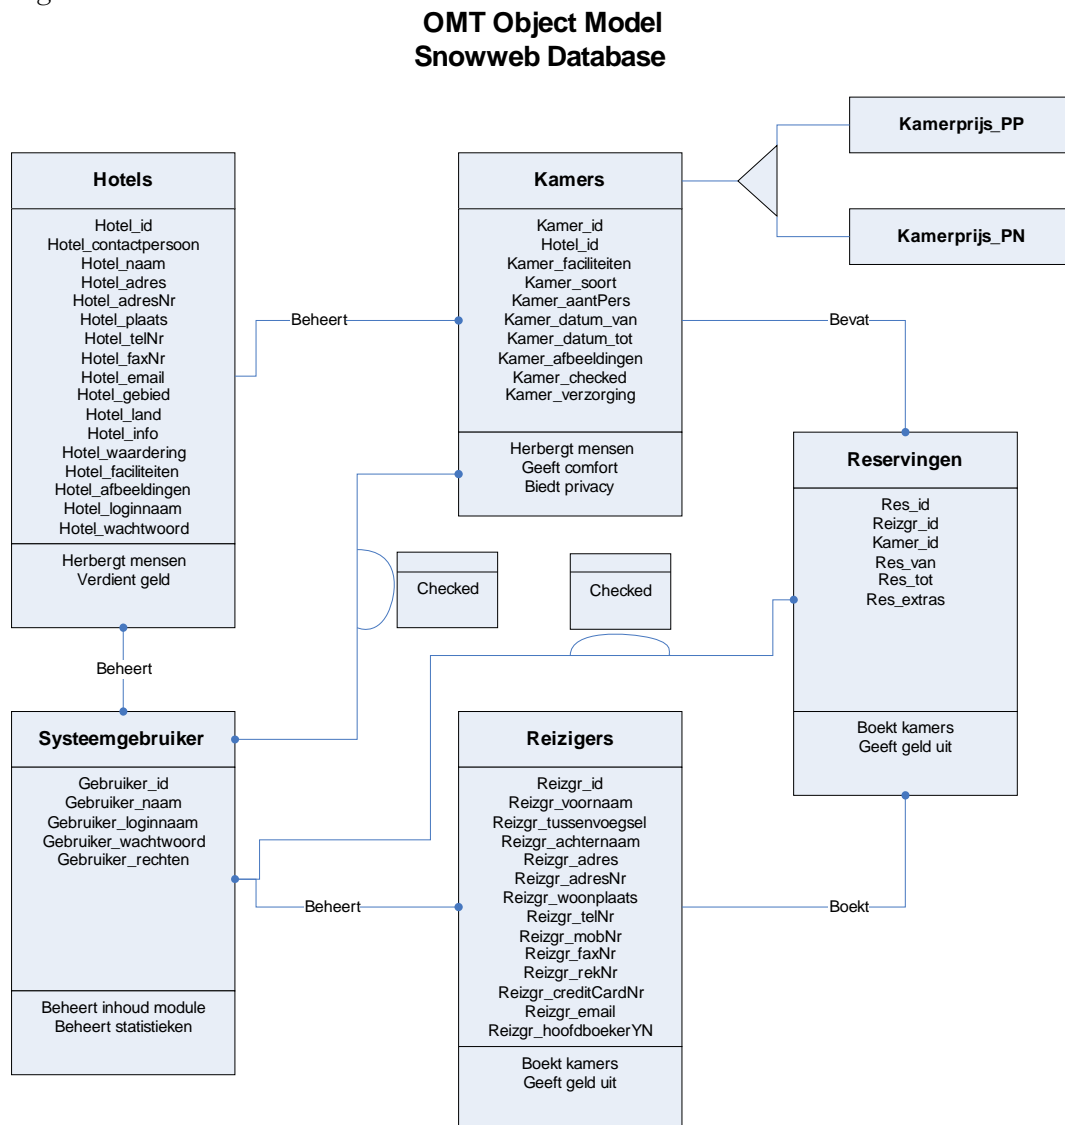 OMT Object Model
Snowweb Database
Kamerprijs_PP
Kamerprijs_PN
Hotels
Hotel_id
Hotel_contactpersoon
Hotel_naam
Hotel_adres
Hotel_adresNr
Hotel_plaats
Hotel_telNr
Hotel_faxNr
Hotel_email
Hotel_gebied
Hotel_land
Hotel_info
Hotel_waardering
Hotel_faciliteiten
Hotel_afbeeldingen
Hotel_loginnaam
Hotel_wachtwoord
Herbergt mensen
Verdient geld
Beheert
Kamers
Kamer_id
Hotel_id
Kamer_faciliteiten
Kamer_soort
Kamer_aantPers
Kamer_datum_van
Kamer_datum_tot
Kamer_afbeeldingen
Kamer_checked
Kamer_verzorging
Herbergt mensen
Geeft comfort
Biedt privacy
Bevat
Reservingen
Res_id
Reizgr_id
Kamer_id
Res_van
Res_tot
Res_extras
Boekt kamers
Geeft geld uit
Checked
Checked
Beheert
Systeemgebruiker
Gebruiker_id
Gebruiker_naam
Gebruiker_loginnaam
Gebruiker_wachtwoord
Gebruiker_rechten
Beheert inhoud module
Beheert statistieken
Beheert
Reizigers
Reizgr_id
Reizgr_voornaam
Reizgr_tussenvoegsel
Reizgr_achternaam
Reizgr_adres
Reizgr_adresNr
Reizgr_woonplaats
Reizgr_telNr
Reizgr_mobNr
Reizgr_faxNr
Reizgr_rekNr
Reizgr_creditCardNr
Reizgr_email
Reizgr_hoofdboekerYN
Boekt kamers
Geeft geld uit
Boekt